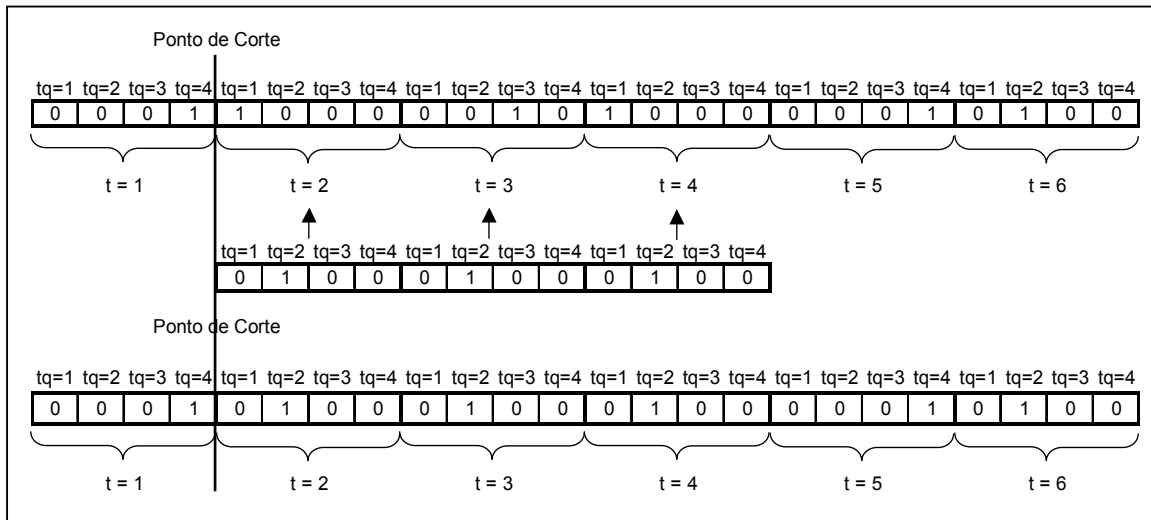 Ponto de Corte
tq=1 tq=2 tq=3 tq=4 tq=1 tq=2 tq=3 tq=4 tq=1 tq=2 tq=3 tq=4 tq=1 tq=2 tq=3 tq=4 tq=1 tq=2 tq=3 tq=4 tq=1 tq=2 tq=3 tq=4
0 0 0 1 1 0 0 0 0 0 1 0 1 0 0 0 0 0 0 1 0 1 0 0
t = 1 t = 2 t = 3 t = 4 t = 5 t = 6
tq=1 tq=2 tq=3 tq=4 tq=1 tq=2 tq=3 tq=4 tq=1 tq=2 tq=3 tq=4
0 1 0 0 0 1 0 0 0 1 0 0
Ponto de Corte
tq=1 tq=2 tq=3 tq=4 tq=1 tq=2 tq=3 tq=4 tq=1 tq=2 tq=3 tq=4 tq=1 tq=2 tq=3 tq=4 tq=1 tq=2 tq=3 tq=4 tq=1 tq=2 tq=3 tq=4
0 0 0 1 0 1 0 0 0 1 0 0 0 1 0 0 0 0 0 1 0 1 0 0
t = 1 t = 2 t = 3 t = 4 t = 5 t = 6